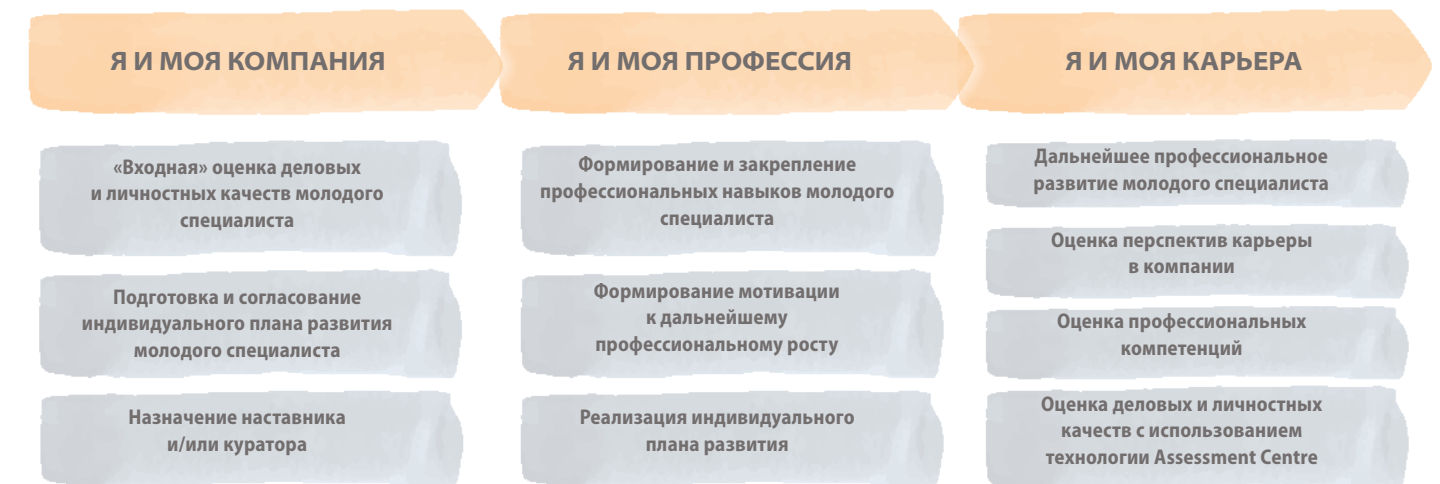 Я И МОЯ КОМПАНИЯ
Я И МОЯ ПРОФЕССИЯ
Я И МОЯ КАРЬЕРА
«Входная» оценка деловых
и личностных качеств молодого
специалиста
Подготовка и согласование
индивидуального плана развития
молодого специалиста
Назначение наставника
и/или куратора
Формирование и закрепление
профессиональных навыков молодого
специалиста
Формирование мотивации
к дальнейшему
профессиональному росту
Реализация индивидуального
плана развития
Дальнейшее профессиональное
развитие молодого специалиста
Оценка перспектив карьеры
в компании
Оценка профессиональных
компетенций
Оценка деловых и личностных
качеств с использованием
технологии Assessment Centre